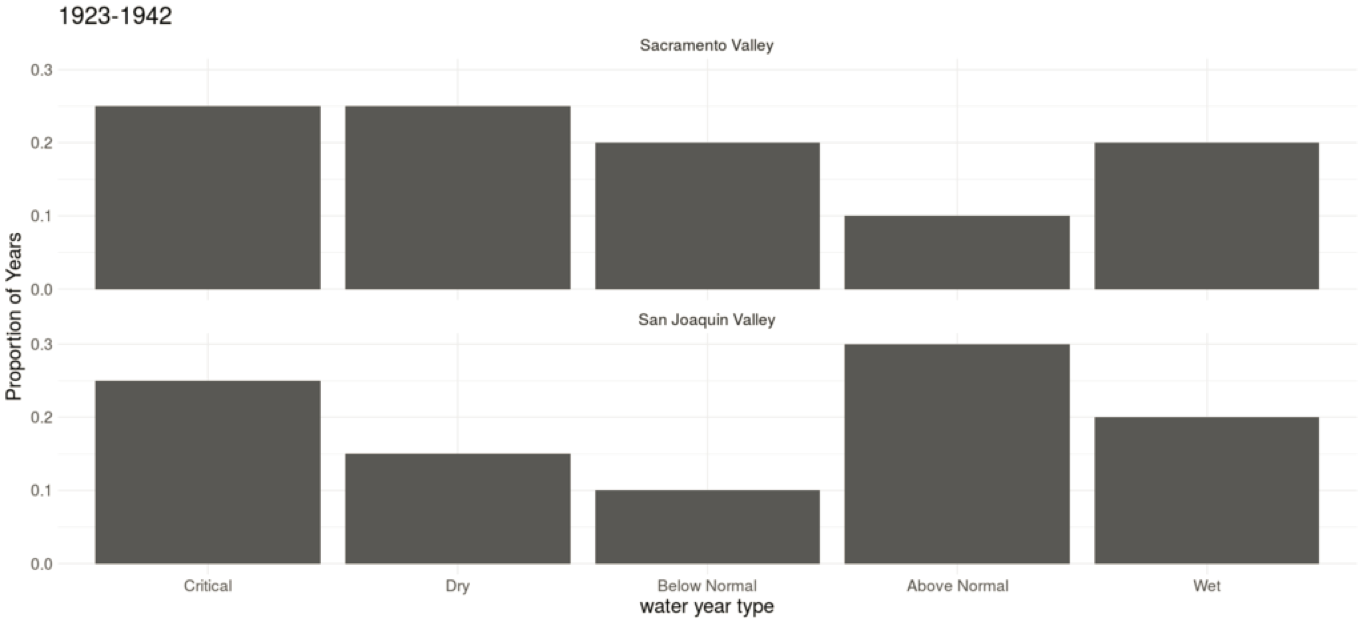 1923-1942
Sacramento Valley
0.3
0.2
0.1
0.0
San Joaquin Valley
0.3
0.2
0.1
0.0
Proportion of Years
Critical Dry Below Normal Above Normal Wet
water year type